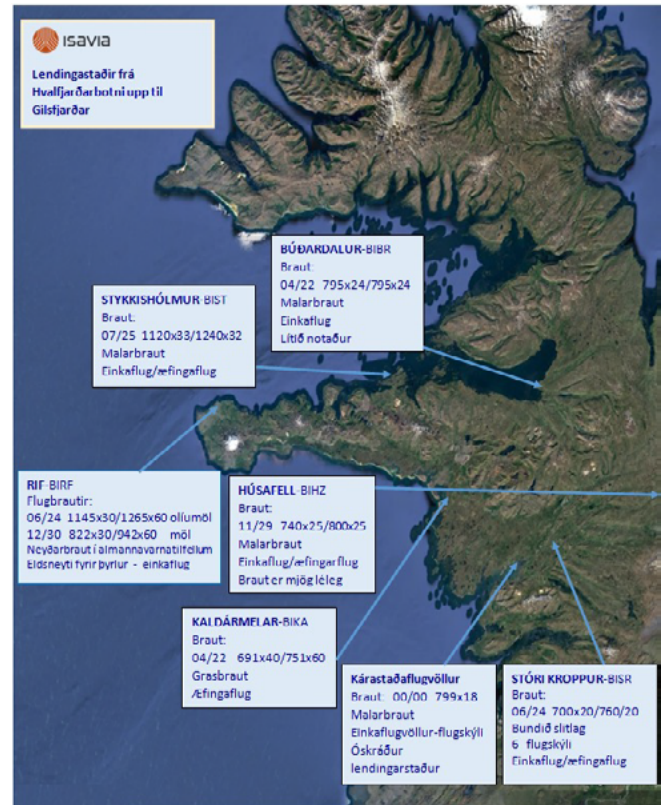 ISAVIA
Lendingastaðir frá
Hvalfjarðarbotni upp til
Gilsfjarðar
BÚÐARDALUR-BIBR
Braut:
04/22 795x24/795x24
Malarbraut
Einkaflug
Lítið notaður
STYKKISHÓLMUR-BIST
Braut:
07/25 1120x33/1240x32
Malarbraut
Einkaflug/æfingaflug
RIF-BIRF
Flugbrautir:
06/24 1145x30/1265x60 olíumöl
12/30 822x30/942x60 möl
Neyðarbraut í almannavarnatilfellum
Eldsneyti fyrir þyrlur - einkaflug
HÚSAFELL-BIHZ
Braut:
11/29 740x25/800x25
Malarbraut
Einkaflug/æfingarflug
Braut er mjög léleg
KALDÁRMELAR-BIKA
Braut:
04/22 691x40/751x60
Grasbraut
Æfingaflug
Kárastaðaflugvöllur
Braut: 00/00 799x18
Malarbraut
Einkaflugvöllur-flugskýli
Óskráður
lendingarstaður
STÓRI KROPPUR-BISR
Braut:
06/24 700x20/760/20
Bundið slitlag
6 flugskýli
Einkaflug/æfingaflug